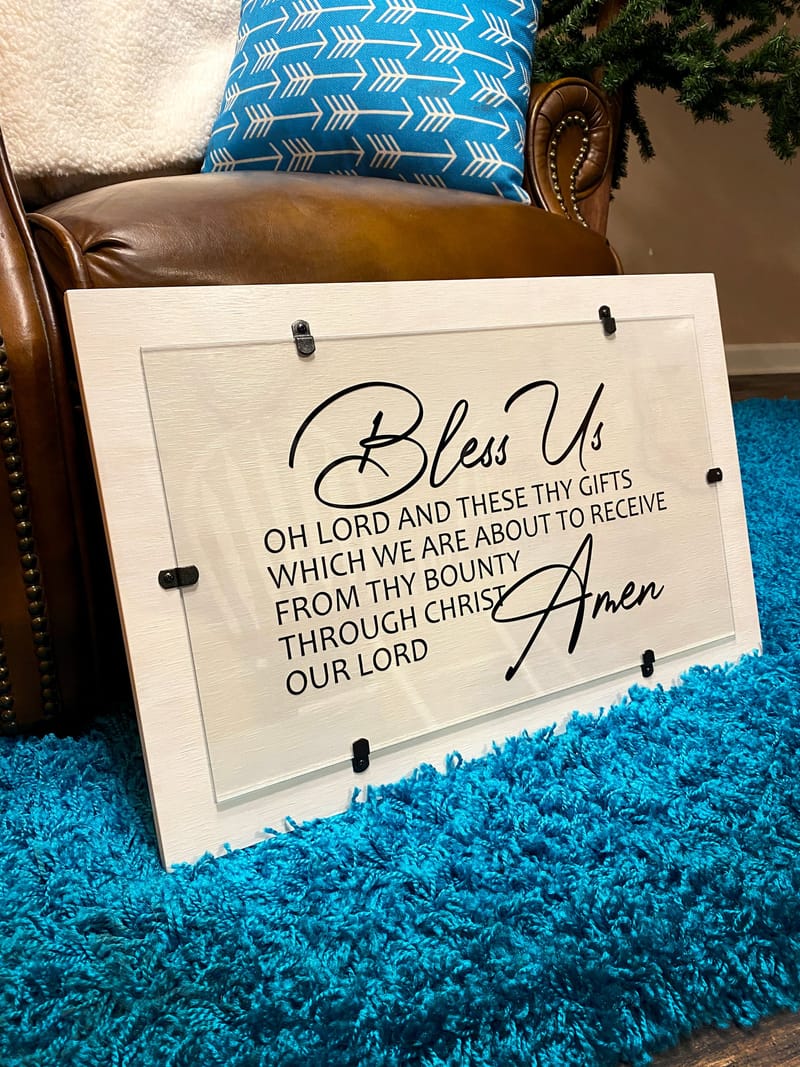 Bless Us
OH LORD AND THESE THY GIFTS
WHICH WE ARE ABOUT TO RECEIVE
FROM THY BOUNTY
THROUGH CHRIST
OUR LORD
Amen